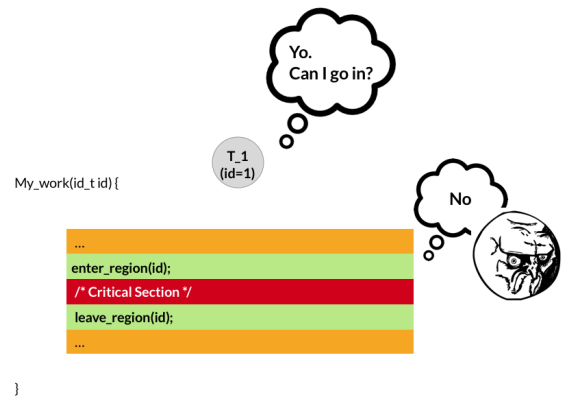 Yo.
Can I go in?
T_1
(id=1)
My_work(id_t id) {
No
...
enter_region(id);
/* Critical Section */
leave_region(id);
...
}